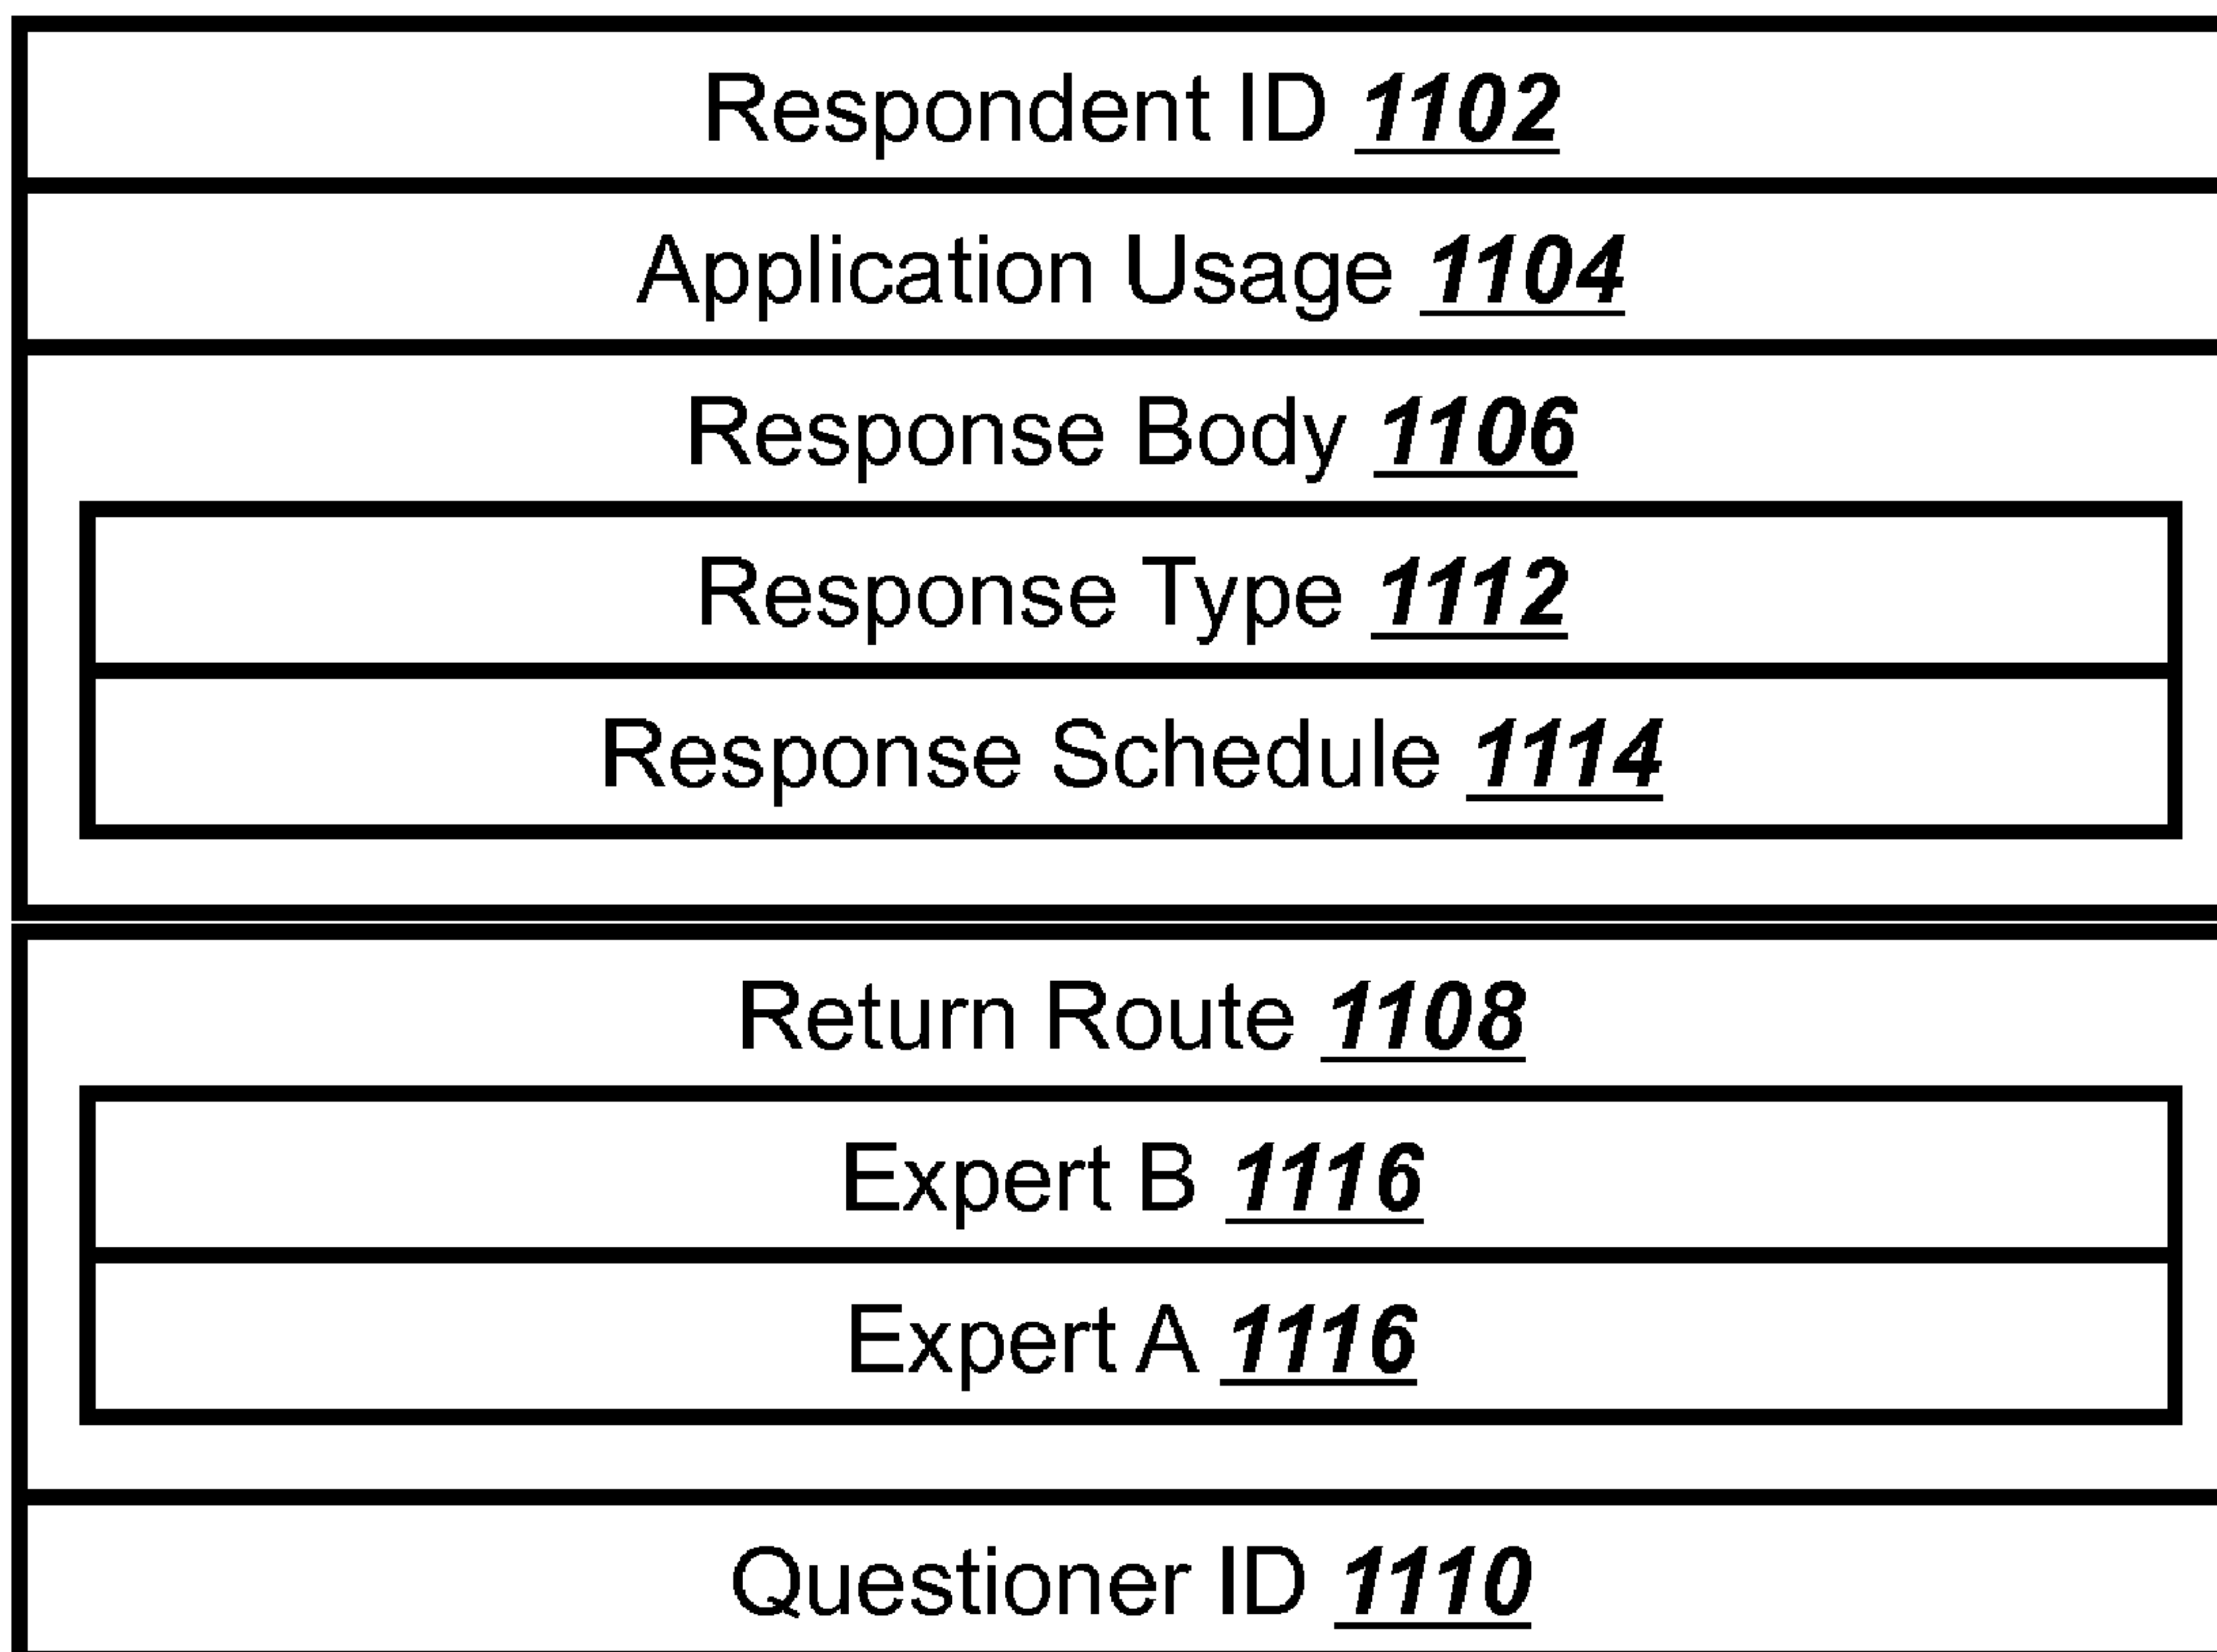 Respondent ID 1102
Application Usage 1104
Response Body 1106
Response Type 1112
Response Schedule 1114
Return Route 1108
Expert B 1116
Expert A 1116
Questioner ID 1110